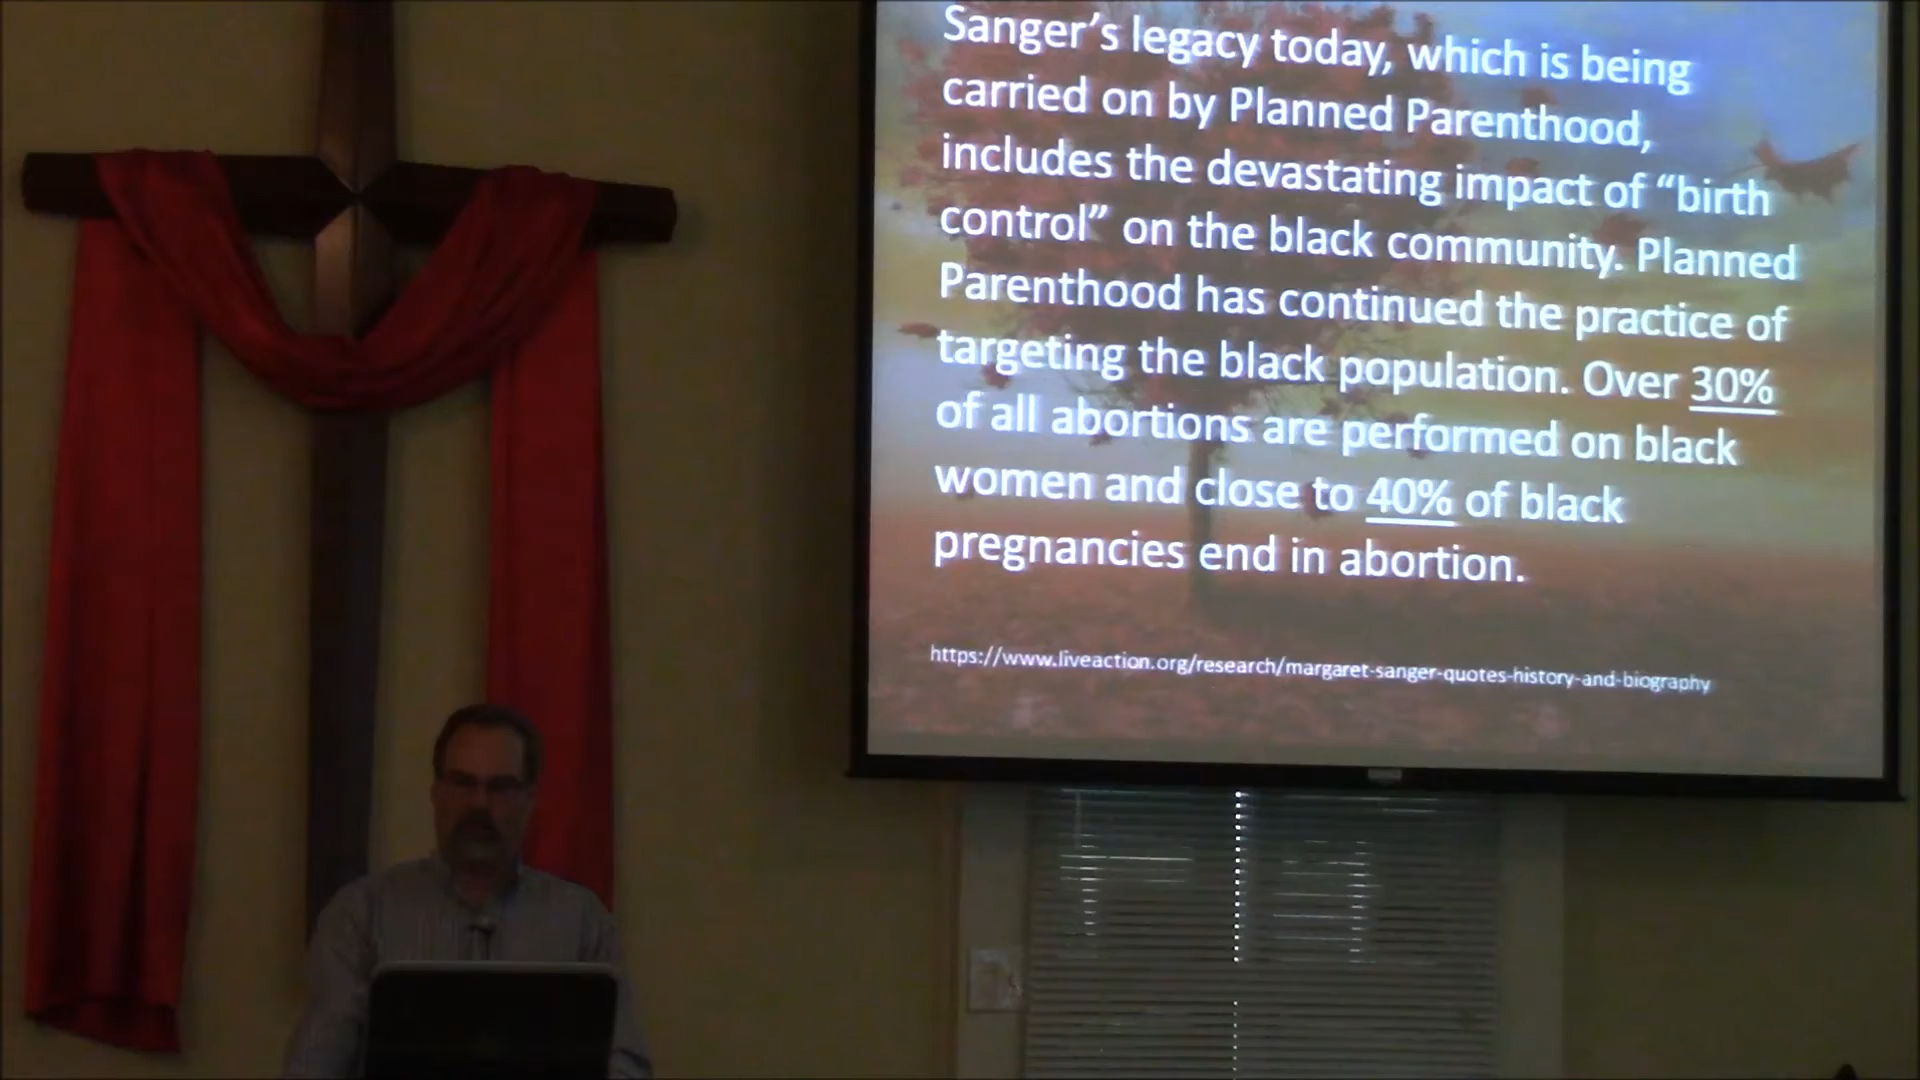 Sanger’s legacy today, which is being
carried on by Planned Parenthood,
includes the devastating impact of “birth
control” on the black community. Planned
Parenthood has continued the practice of
targeting the black population. Over 30%
of all abortions are performed on black
women and close to 40% of black
pregnancies end in abortion.
https://www.liveaction.org/research/margaret-sanger-quotes-history-and-biography